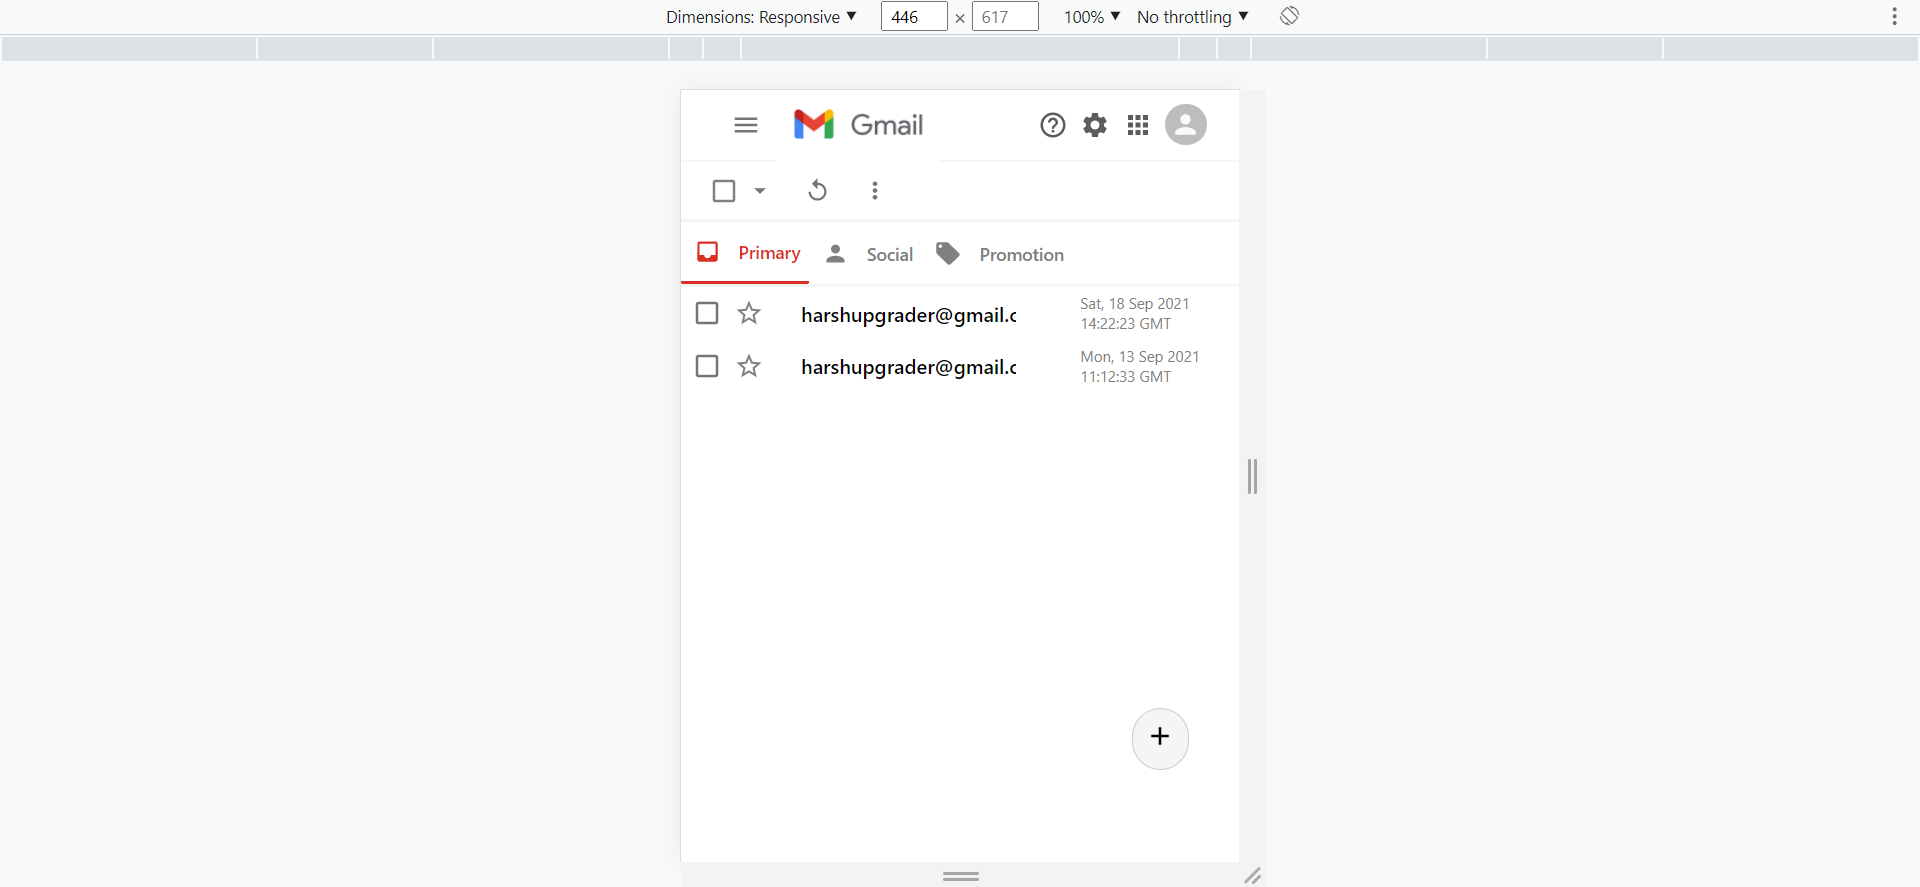 Dimensions: Responsive ▼ 446 × 617 100% ▼ No throttling ▼
Gmail
Primary Social Promotion
harshupgrader@gmail.c Sat, 18 Sep 2021
14:22:23 GMT
harshupgrader@gmail.c Mon, 13 Sep 2021
11:12:33 GMT
+